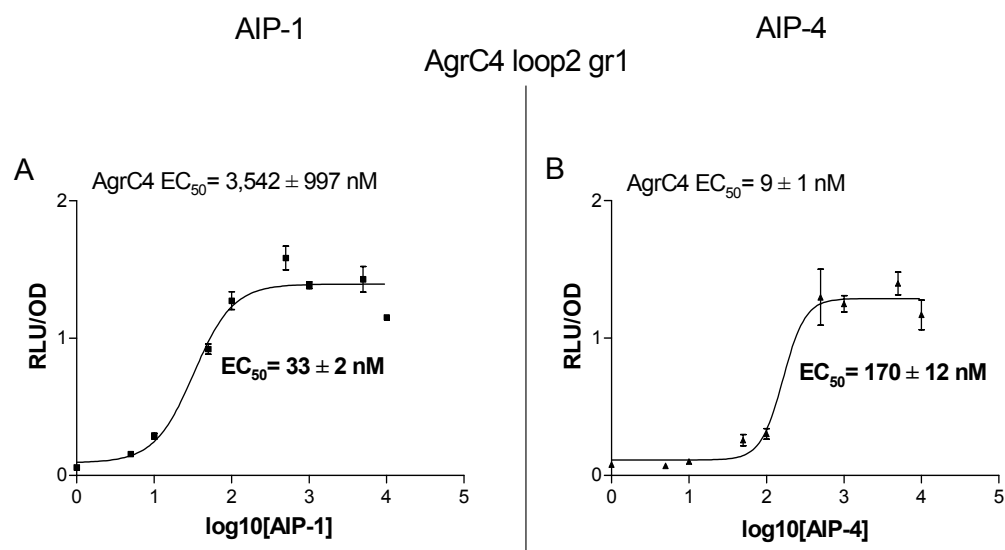 AIP-1
AIP-4
AgrC4 loop2 gr1
A
AgrC4 EC50= 3,542 ± 997 nM
2
1
0
RLU/OD
EC50= 33 ± 2 nM
0 1 2 3 4 5
log10[AIP-1]
B
AgrC4 EC50= 9 ± 1 nM
2
1
0
RLU/OD
EC50= 170 ± 12 nM
0 1 2 3 4 5
log10[AIP-4]